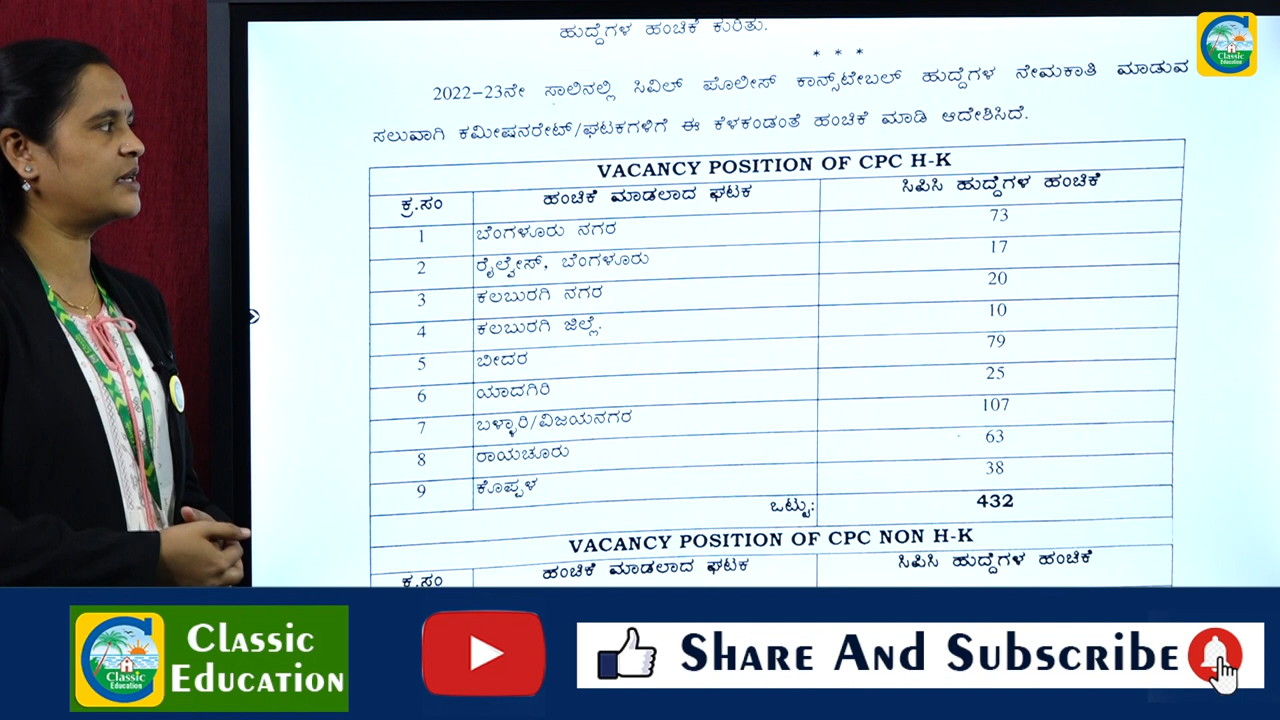 ಹುದ್ದೆಗಳ ಹಂಚಿಕೆ ಕುರಿತು.
* * *
2022-23ನೇ ಸಾಲಿನಲ್ಲಿ ಸಿವಿಲ್ ಪೊಲೀಸ್ ಕಾನ್ಸ್‌ಟೇಬಲ್ ಹುದ್ದೆಗಳ ನೇಮಕಾತಿ ಮಾಡುವ
ಸಲುವಾಗಿ ಕಮೀಷನರೇಟ್/ಘಟಕಗಳಿಗೆ ಈ ಕೆಳಕಂಡಂತೆ ಹಂಚಿಕೆ ಮಾಡಿ ಆದೇಶಿಸಿದೆ.
VACANCY POSITION OF CPC H-K
ಕ್ರ.ಸಂ ಹಂಚಿಕೆ ಮಾಡಲಾದ ಘಟಕ ಸಿಪಿಸಿ ಹುದ್ದೆಗಳ ಹಂಚಿಕೆ
1 ಬೆಂಗಳೂರು ನಗರ 73
2 ರೈಲ್ವೇಸ್, ಬೆಂಗಳೂರು 17
3 ಕಲಬುರಗಿ ನಗರ 20
4 ಕಲಬುರಗಿ ಜಿಲ್ಲೆ. 10
5 ಬೀದರ 79
6 ಯಾದಗಿರಿ 25
7 ಬಳ್ಳಾರಿ/ವಿಜಯನಗರ 107
8 ರಾಯಚೂರು 63
9 ಕೊಪ್ಪಳ 38
ಒಟ್ಟು: 432
VACANCY POSITION OF CPC NON H-K
ಕ್ರ.ಸಂ ಹಂಚಿಕೆ ಮಾಡಲಾದ ಘಟಕ ಸಿಪಿಸಿ ಹುದ್ದೆಗಳ ಹಂಚಿಕೆ
Classic
Education
Classic
Education
Classic
Education
Share And Subscribe